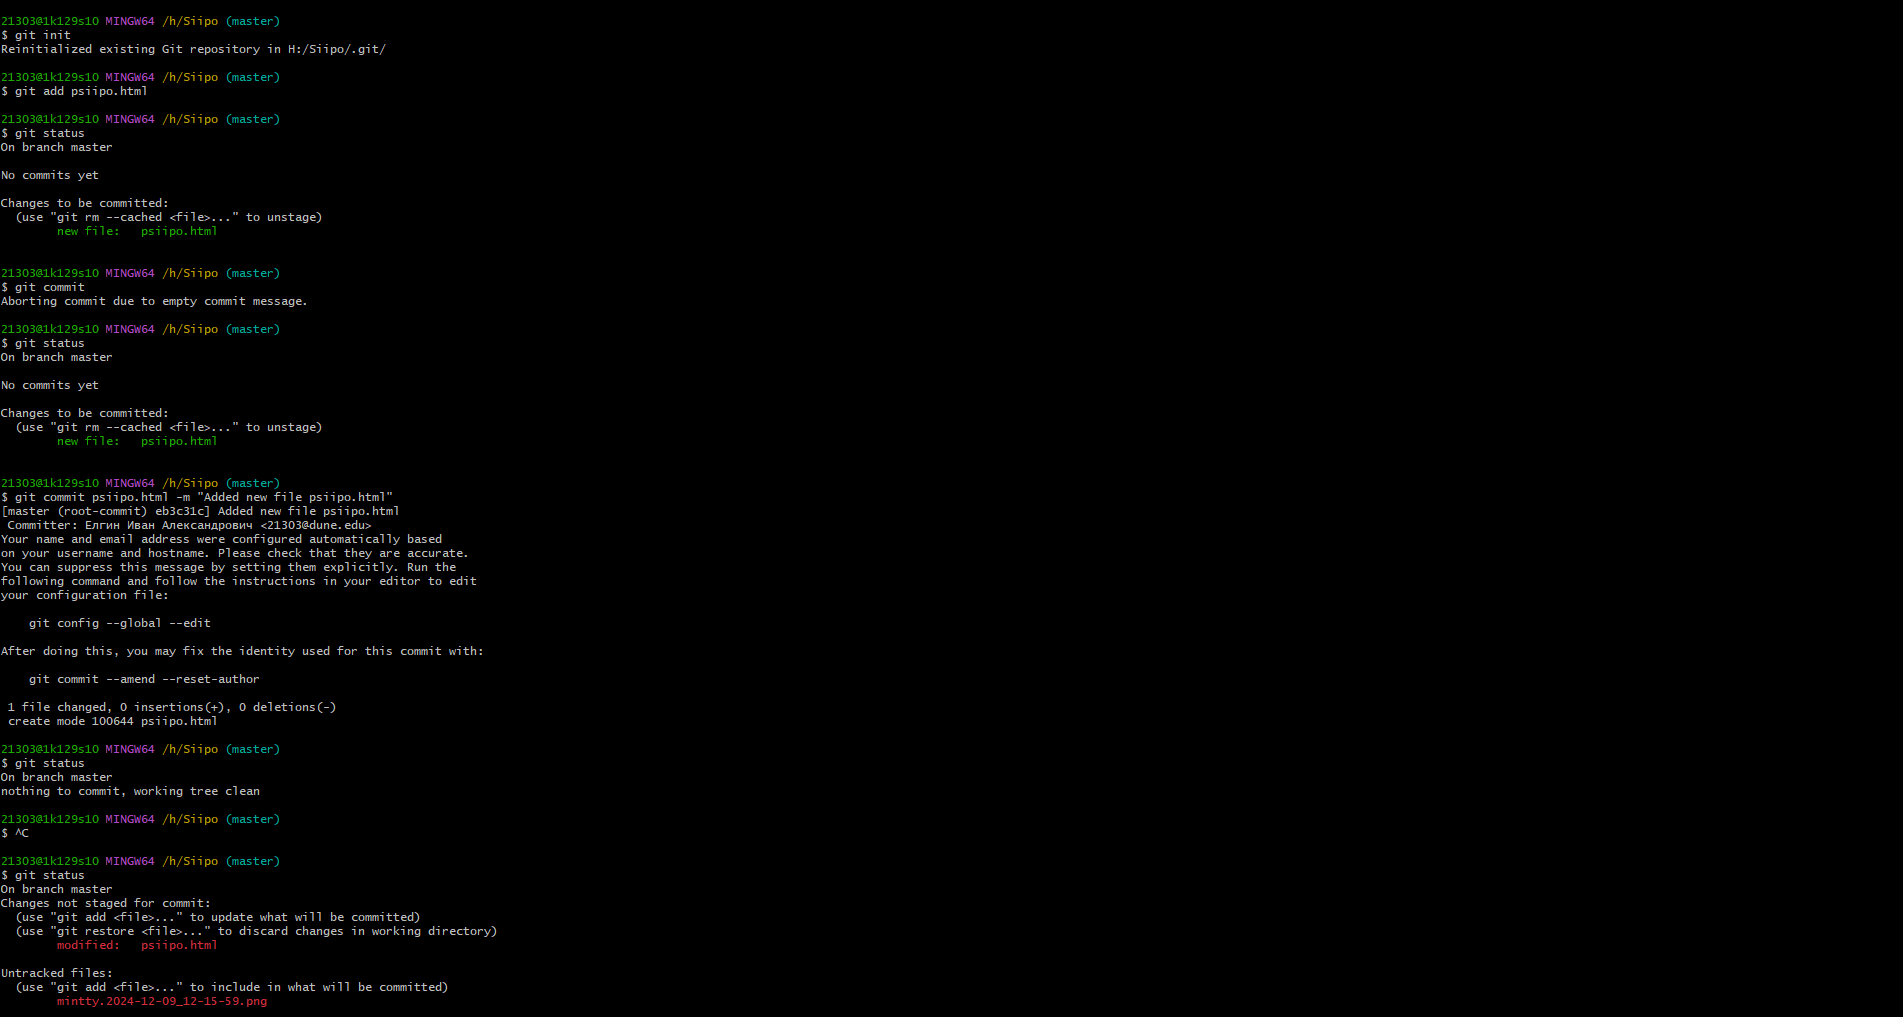 21303@1k129s10 MINGW64 /h/Siipo (master)
$ git init
Reinitialized existing Git repository in H:/Siipo/.git/
21303@1k129s10 MINGW64 /h/Siipo (master)
$ git add psiipo.html
21303@1k129s10 MINGW64 /h/Siipo (master)
$ git status
On branch master
No commits yet
Changes to be committed:
  (use "git rm --cached <file>..." to unstage)
        new file:   psiipo.html
21303@1k129s10 MINGW64 /h/Siipo (master)
$ git commit
Aborting commit due to empty commit message.
21303@1k129s10 MINGW64 /h/Siipo (master)
$ git status
On branch master
No commits yet
Changes to be committed:
  (use "git rm --cached <file>..." to unstage)
        new file:   psiipo.html
21303@1k129s10 MINGW64 /h/Siipo (master)
$ git commit psiipo.html -m "Added new file psiipo.html"
[master (root-commit) eb3c31c] Added new file psiipo.html
 Committer: Елгин Иван Александрович <21303@dune.edu>
Your name and email address were configured automatically based
on your username and hostname. Please check that they are accurate.
You can suppress this message by setting them explicitly. Run the
following command and follow the instructions in your editor to edit
your configuration file:
    git config --global --edit
After doing this, you may fix the identity used for this commit with:
    git commit --amend --reset-author
 1 file changed, 0 insertions(+), 0 deletions(-)
 create mode 100644 psiipo.html
21303@1k129s10 MINGW64 /h/Siipo (master)
$ git status
On branch master
nothing to commit, working tree clean
21303@1k129s10 MINGW64 /h/Siipo (master)
$ ^C
21303@1k129s10 MINGW64 /h/Siipo (master)
$ git status
On branch master
Changes not staged for commit:
  (use "git add <file>..." to update what will be committed)
  (use "git restore <file>..." to discard changes in working directory)
        modified:   psiipo.html
Untracked files:
  (use "git add <file>..." to include in what will be committed)
        mintty.2024-12-09_12-15-59.png